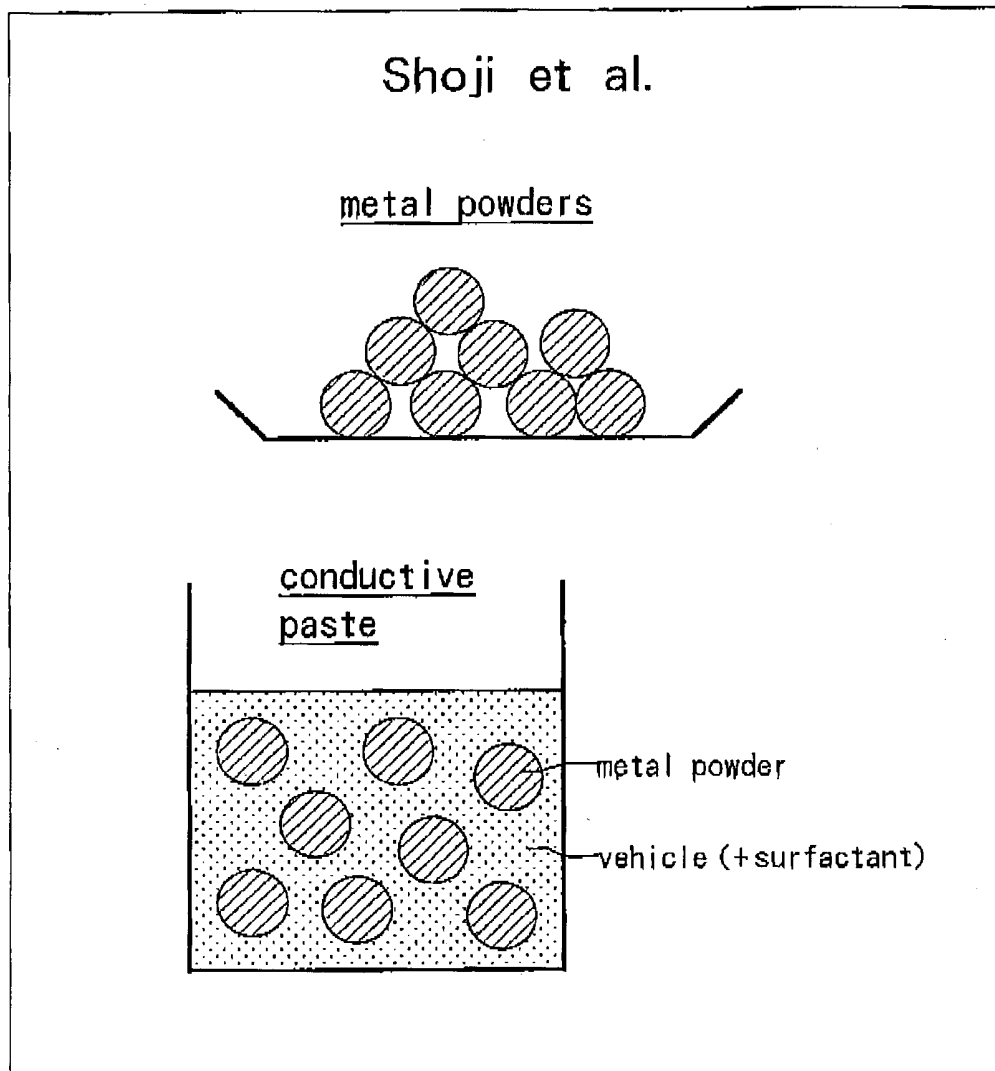 Shoji et al.
metal powders
conductive
paste
metal powder
vehicle (+surfactant)